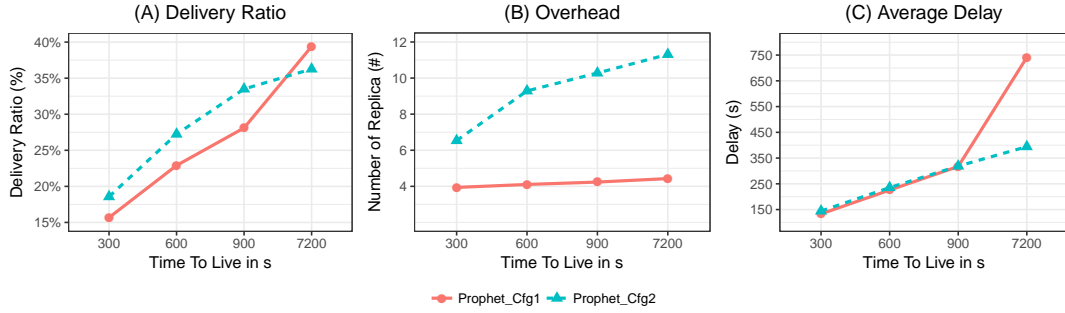 (A) Delivery Ratio
Delivery Ratio (%)
40%
35%
30%
25%
20%
15%
300 600 900 7200
Time To Live in s
(B) Overhead
Number of Replica (#)
12
10
8
6
4
300 600 900 7200
Time To Live in s
(C) Average Delay
Delay (s)
750
650
550
450
350
250
150
300 600 900 7200
Time To Live in s
Prophet_Cfg1 Prophet_Cfg2